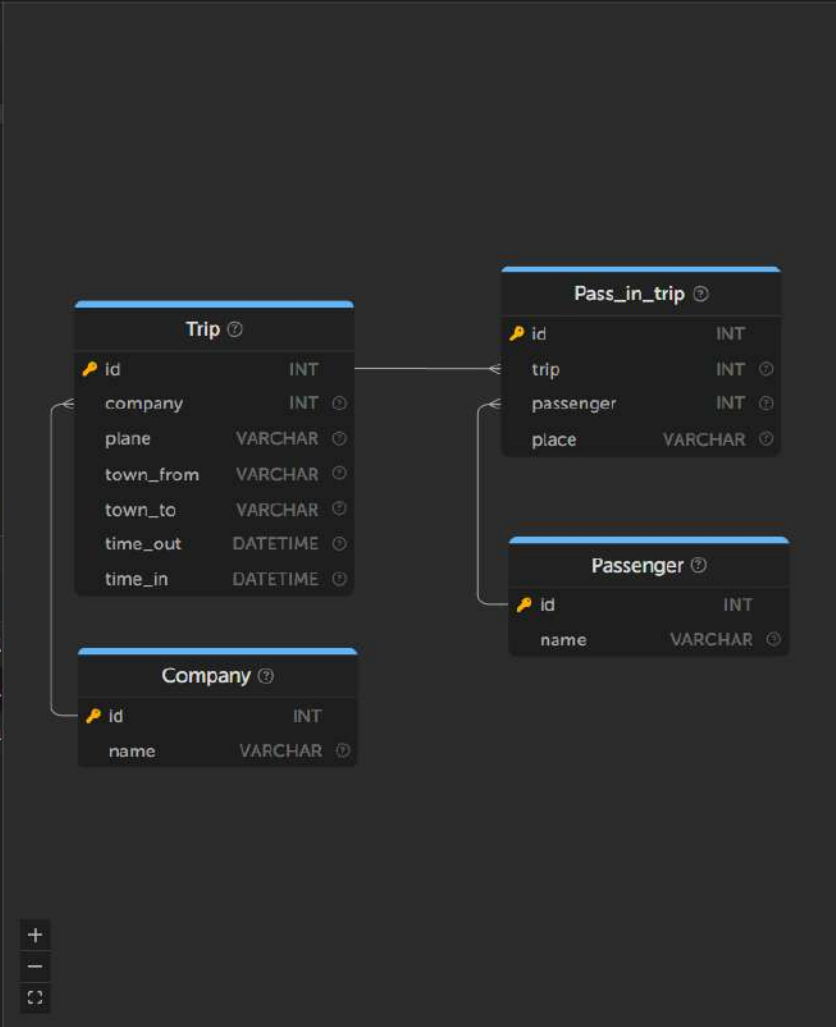 Trip
id INT
company INT
plane VARCHAR
town_from VARCHAR
town_to VARCHAR
time_out DATETIME
time_in DATETIME
Company
id INT
name VARCHAR
Pass_in_trip
id INT
trip INT
passenger INT
place VARCHAR
Passenger
id INT
name VARCHAR